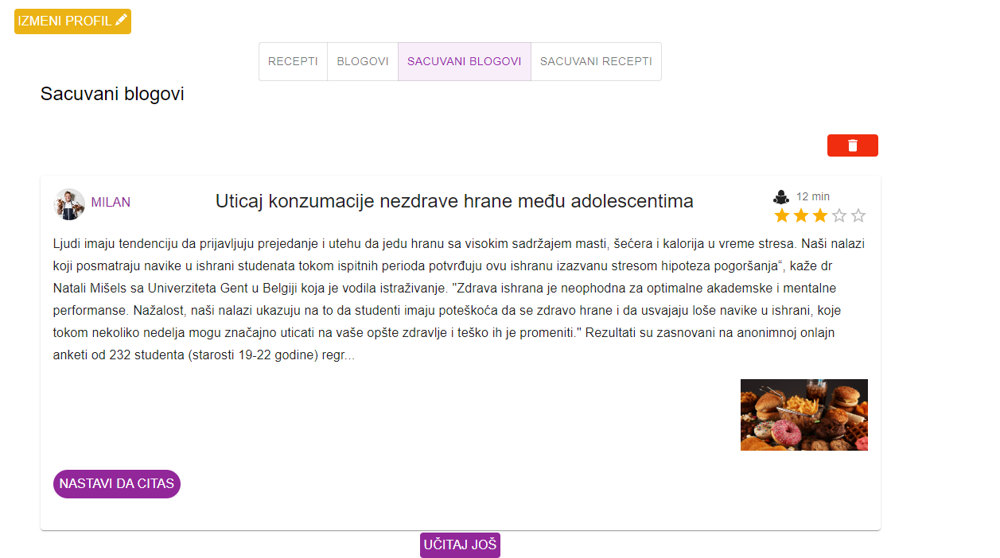 IZMENI PROFIL
RECEPTI BLOGOVI SACUVANI BLOGOVI SACUVANI RECEPTI
Sacuvani blogovi
MILAN
Uticaj konzumacije nezdrave hrane među adolescentima
12 min
Ljudi imaju tendenciju da prijavljuju prejedanje i utehu da jedu hranu sa visokim sadržajem masti, šećera i kalorija u vreme stresa. Naši nalazi
koji posmatraju navike u ishrani studenata tokom ispitnih perioda potvrđuju ovu ishranu izazvanu stresom hipoteza pogoršanja“, kaže dr
Natali Mišels sa Univerziteta Gent u Belgiji koja je vodila istraživanje. "Zdrava ishrana je neophodna za optimalne akademske i mentalne
performanse. Nažalost, naši nalazi ukazuju na to da studenti imaju poteškoća da se zdravo hrane i da usvajaju loše navike u ishrani, koje
tokom nekoliko nedelja mogu značajno uticati na vaše opšte zdravlje i teško ih je promeniti." Rezultati su zasnovani na anonimnoj onlajn
anketi od 232 studenta (starosti 19-22 godine) regr...
NASTAVI DA CITAS
UČITAJ JOŠ